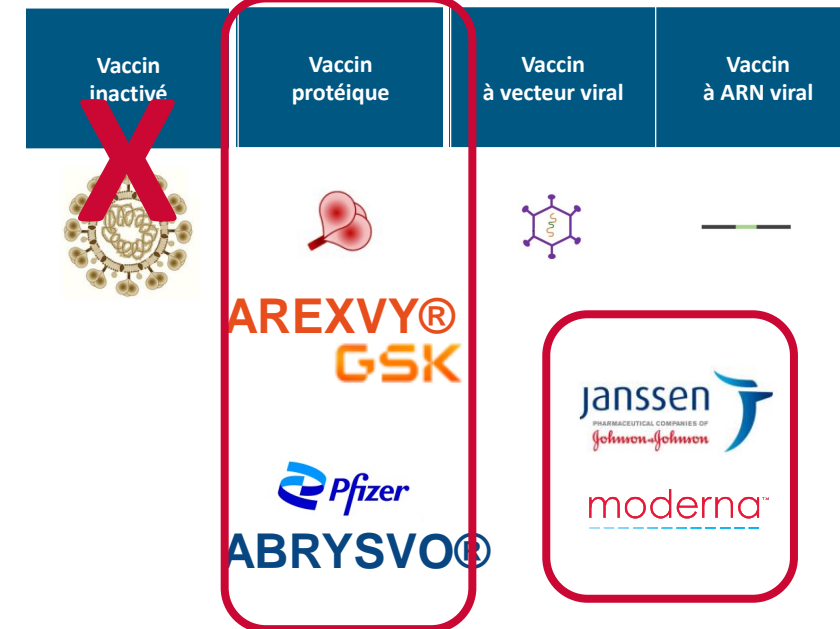 Vaccin
inactivé
Vaccin
protéique
Vaccin
à vecteur viral
Vaccin
à ARN viral
X
AREXVY®
GSK
Janssen
PHARMACEUTICAL COMPANIES OF
Johnson & Johnson
Pfizer
moderna™
ABRYSVO®